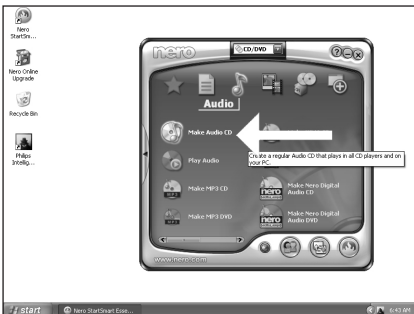 Nero
StartSm...
Nero Online
Upgrade
Recycle Bin
Philips
Intellig...
nero
CD/DVD
Audio
Make Audio CD
Create a regular Audio CD that plays in all CD players and on
your PC.
Play Audio
Make MP3 CD
Make Nero Digital
Audio CD
Make MP3 DVD
Make Nero Digital
Audio DVD
www.nero.com
start
Nero StartSmart Esse...
6:43 AM